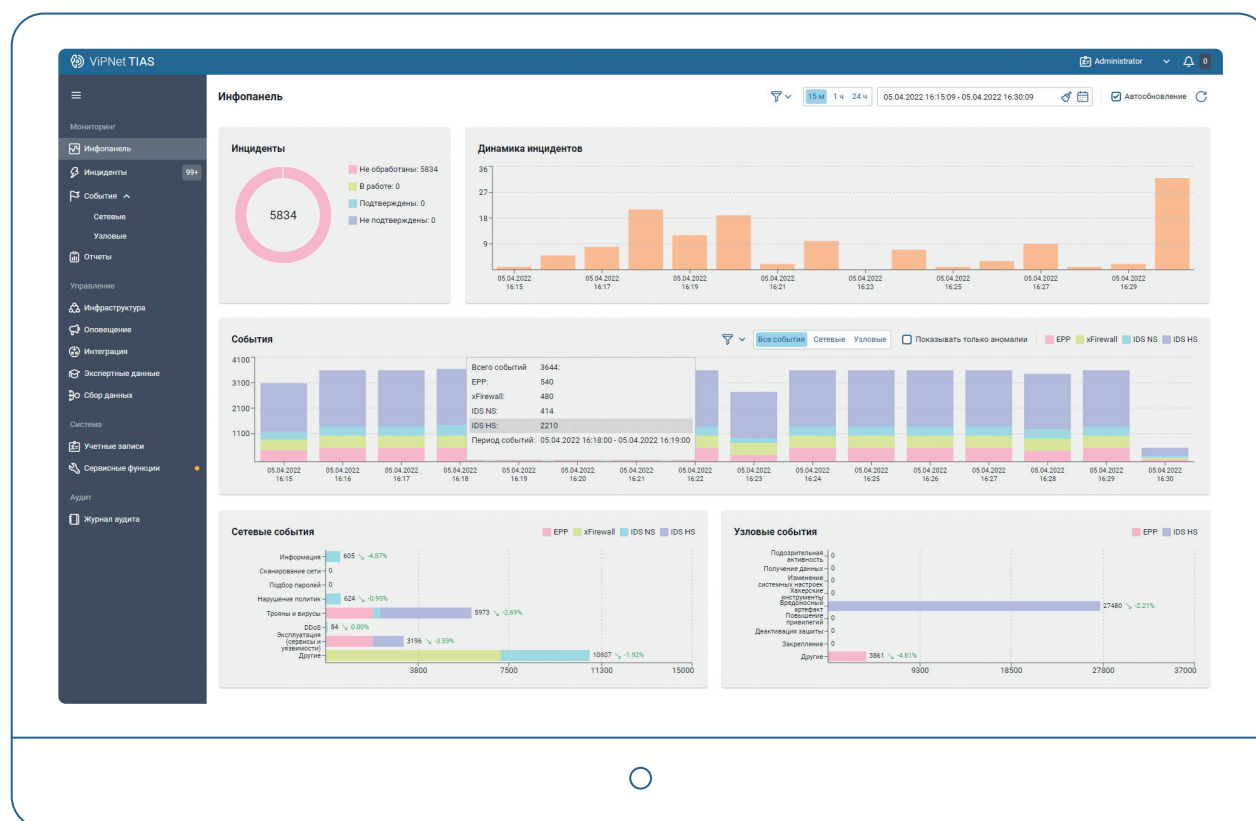 ViPNet TIAS
Administrator
0
Мониторинг
Инфопанель
Инциденты
99+
События
Сетевые
Узловые
Отчеты
Управление
Инфраструктура
Оповещение
Интеграция
Экспертные данные
Сбор данных
Система
Учетные записи
Сервисные функции
Аудит
Журнал аудита
Инфопанель
15 м 1 ч 24 ч
05.04.2022 16:15:09 - 05.04.2022 16:30:09
Автообновление
Инциденты
5834
Не обработаны: 5834
В работе: 0
Подтверждены: 0
Не подтверждены: 0
Динамика инцидентов
36
27
18
9
05.04.2022 05.04.2022 05.04.2022 05.04.2022 05.04.2022 05.04.2022 05.04.2022 05.04.2022
16:15 16:17 16:19 16:21 16:23 16:25 16:27 16:29
События
Все события Сетевые Узловые
Показывать только аномалии
EPP xFirewall IDS NS IDS HS
4100
3100
2100
1100
Всего событий 3644:
EPP: 540
xFirewall: 480
IDS NS: 414
IDS HS: 2210
Период событий: 05.04.2022 16:18:00 - 05.04.2022 16:19:00
05.04.2022 05.04.2022 05.04.2022 05.04.2022 05.04.2022 05.04.2022 05.04.2022 05.04.2022 05.04.2022 05.04.2022 05.04.2022 05.04.2022 05.04.2022 05.04.2022 05.04.2022 05.04.2022
16:15 16:16 16:17 16:18 16:19 16:20 16:21 16:22 16:23 16:24 16:25 16:26 16:27 16:28 16:29 16:30
Сетевые события
EPP xFirewall IDS NS IDS HS
Информация 605 -4.87%
Сканирование сети 0
Подбор паролей 0
Нарушение политик 624 -0.95%
Трояны и вирусы 5973 -2.69%
DDoS 84 0.00%
Эксплуатация
(сервисы и 3196 -3.59%
уязвимости)
Другие 10807 -1.92%
3800 7500 11300 15000
Узловые события
EPP IDS HS
Подозрительная
активность 0
Получение данных 0
Изменение
системных настроек 0
Хакерские
инструменты 0
Вредоносный
артефакт 27480 -2.21%
Повышение
привилегий 0
Деактивация защиты 0
Закрепление 0
Другие 3861 -4.81%
9300 18500 27800 37000